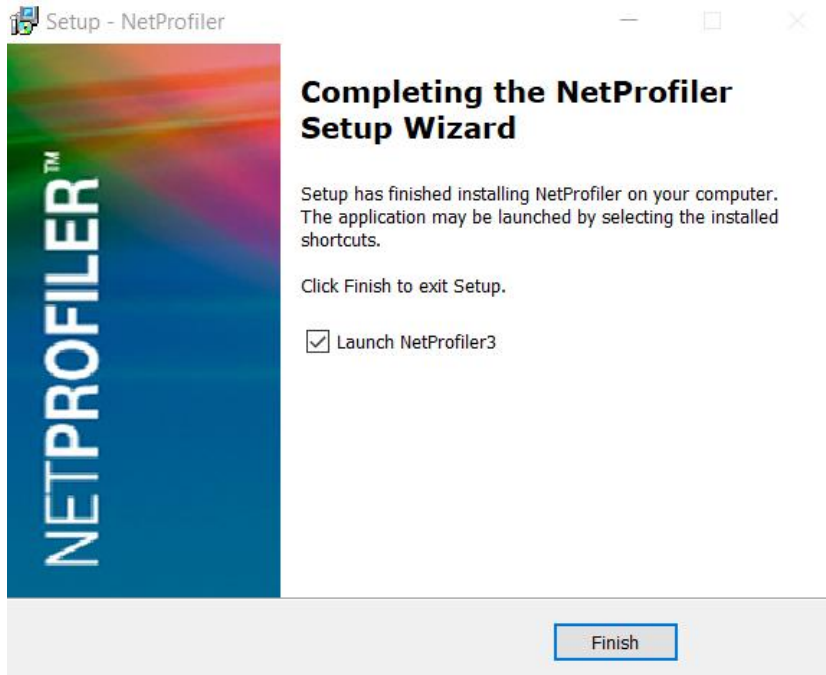 Setup - NetProfiler
NETPROFILER™
Completing the NetProfiler
Setup Wizard
Setup has finished installing NetProfiler on your computer.
The application may be launched by selecting the installed
shortcuts.
Click Finish to exit Setup.
Launch NetProfiler3
Finish